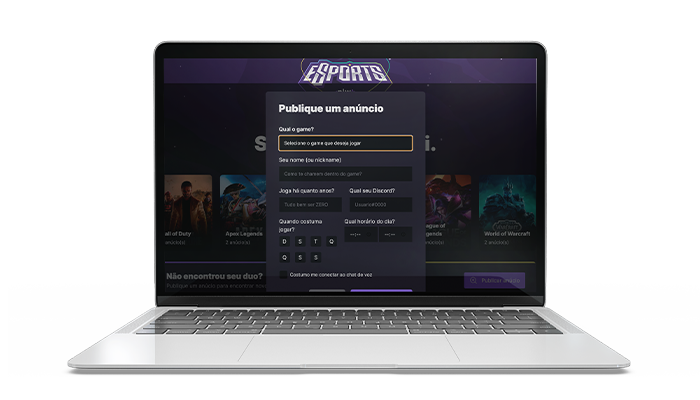 ESPORTS
Publique um anúncio
Qual o game?
Selecione o game que deseja jogar
Seu nome (ou nickname)
Como te chamam dentro do game?
Joga há quanto anos?
Qual seu Discord?
Tudo bem ser ZERO
Usuario#0000
Quando costuma
jogar?
Qual horário do dia?
D S T Q
--:-- --:--
Q S S
Costumo me conectar ao chat de voz
S
i.
all of Duty
anúncio(s)
Apex Legends
2 anúncio(s)
ague of
egends
World of Warcraft
2 anúncio(s)
Não encontrou seu duo?
Publique um anúncio para encontrar
Publicar anúncio